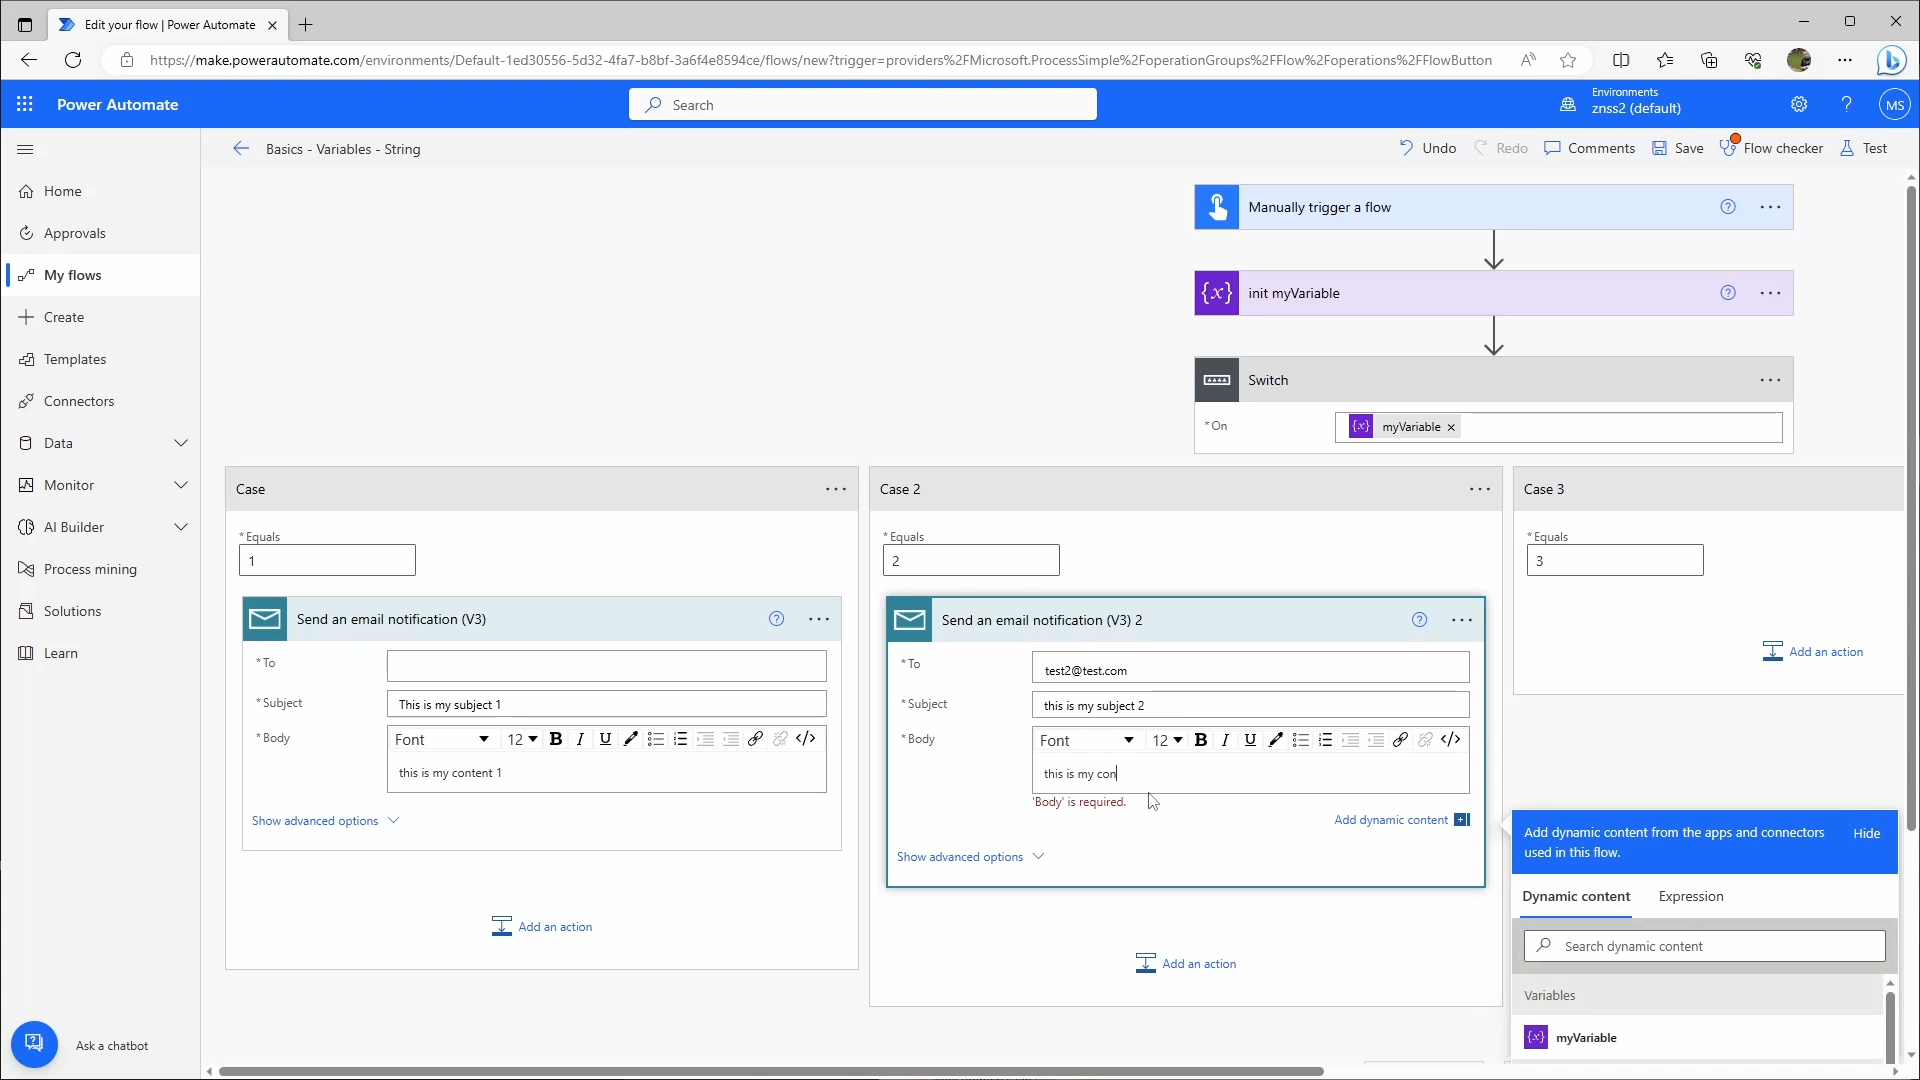 Edit your flow | Power Automate
https://make.powerautomate.com/environments/Default-1ed30556-5d32-4fa7-b8bf-3a6f4e8594ce/flows/new?trigger=providers%2FMicrosoft.ProcessSimple%2FoperationGroups%2FFlow%2Foperations%2FFlowButton
Power Automate
Search
Environments
znss2 (default)
MS
Basics - Variables - String
Undo
Redo
Comments
Save
Flow checker
Test
Home
Approvals
My flows
Create
Templates
Connectors
Data
Monitor
AI Builder
Process mining
Solutions
Learn
Ask a chatbot
Manually trigger a flow
{x} init myVariable
Switch
* On
{x} myVariable ×
Case
* Equals
1
Send an email notification (V3)
* To
* Subject
This is my subject 1
* Body
Font 12 B I U </>
this is my content 1
Show advanced options
Add an action
Case 2
* Equals
2
Send an email notification (V3) 2
* To
test2@test.com
* Subject
this is my subject 2
* Body
Font 12 B I U </>
this is my con
'Body' is required.
Add dynamic content
Show advanced options
Add an action
Case 3
* Equals
3
Add an action
Add dynamic content from the apps and connectors
used in this flow.
Hide
Dynamic content
Expression
Search dynamic content
Variables
{x} myVariable